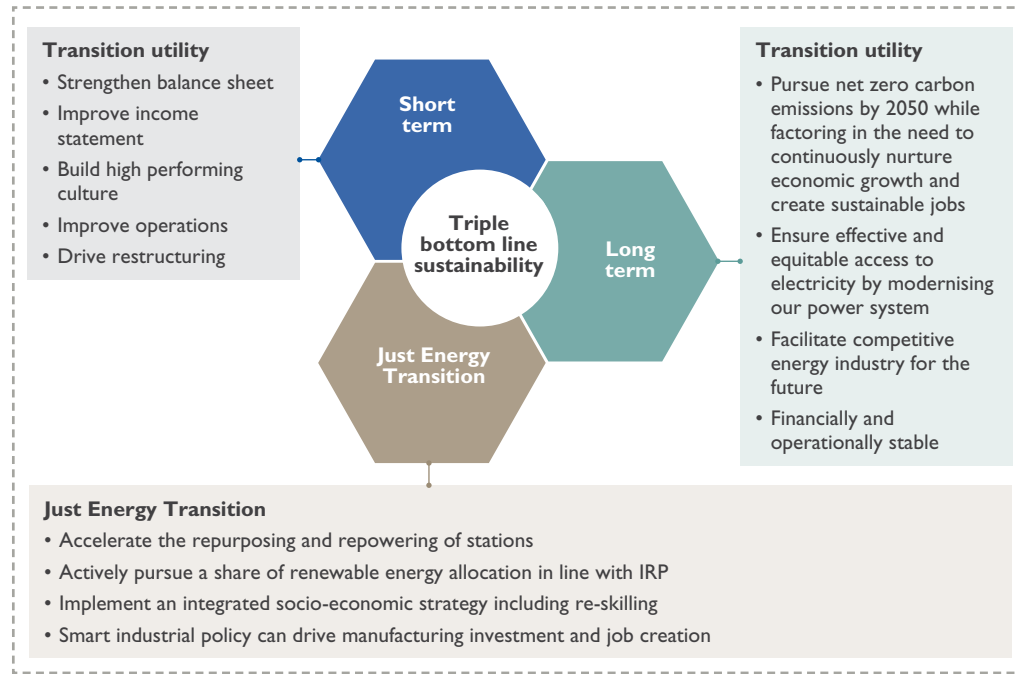 Transition utility
• Strengthen balance sheet
• Improve income
statement
• Build high performing
culture
• Improve operations
• Drive restructuring
Short
term
Triple
bottom line
sustainability
Long
term
Just Energy
Transition
Transition utility
• Pursue net zero carbon
emissions by 2050 while
factoring in the need to
continuously nurture
economic growth and
create sustainable jobs
• Ensure effective and
equitable access to
electricity by modernising
our power system
• Facilitate competitive
energy industry for the
future
• Financially and
operationally stable
Just Energy Transition
• Accelerate the repurposing and repowering of stations
• Actively pursue a share of renewable energy allocation in line with IRP
• Implement an integrated socio-economic strategy including re-skilling
• Smart industrial policy can drive manufacturing investment and job creation